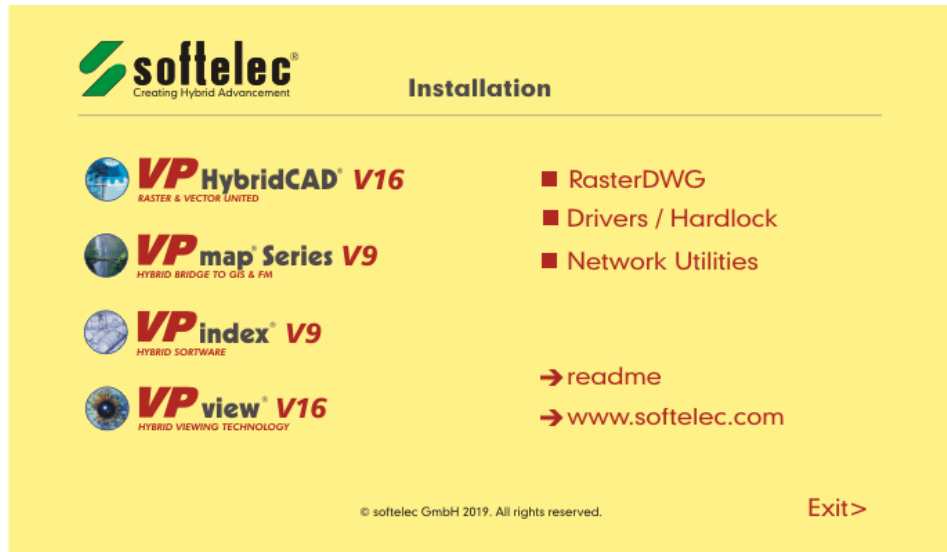 softelec®
Creating Hybrid Advancement
Installation
VP HybridCAD® V16
RASTER & VECTOR UNITED
VP map® Series V9
HYBRID BRIDGE TO GIS & FM
VP index® V9
HYBRID SORTWARE
VP view® V16
HYBRID VIEWING TECHNOLOGY
RasterDWG
Drivers / Hardlock
Network Utilities
readme
www.softelec.com
© softelec GmbH 2019. All rights reserved.
Exit>